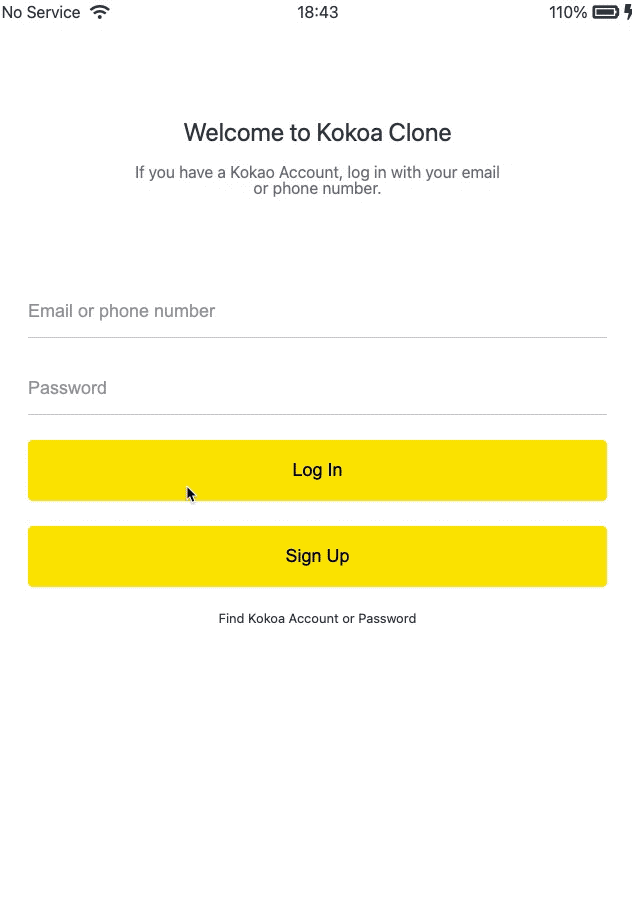 No Service 18:43 110%
Welcome to Kokoa Clone
If you have a Kokao Account, log in with your email
or phone number.
Email or phone number
Password
Log In
Sign Up
Find Kokoa Account or Password